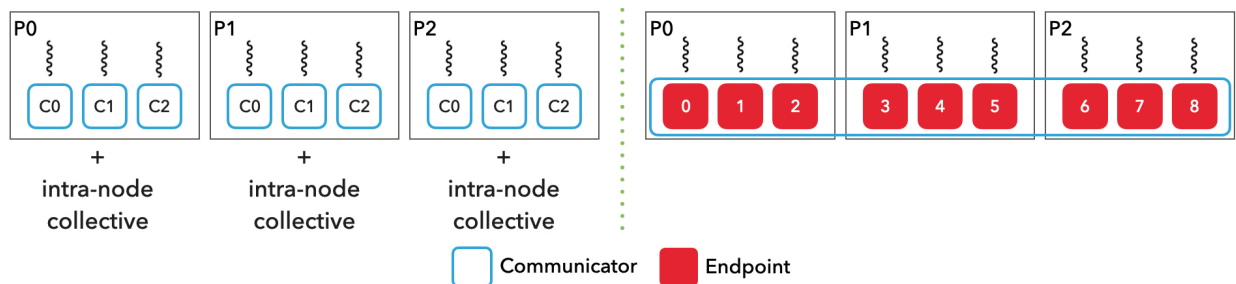 P0
C0 C1 C2
+
intra-node
collective
P1
C0 C1 C2
+
intra-node
collective
P2
C0 C1 C2
+
intra-node
collective
P0
0 1 2
P1
3 4 5
P2
6 7 8
Communicator
Endpoint